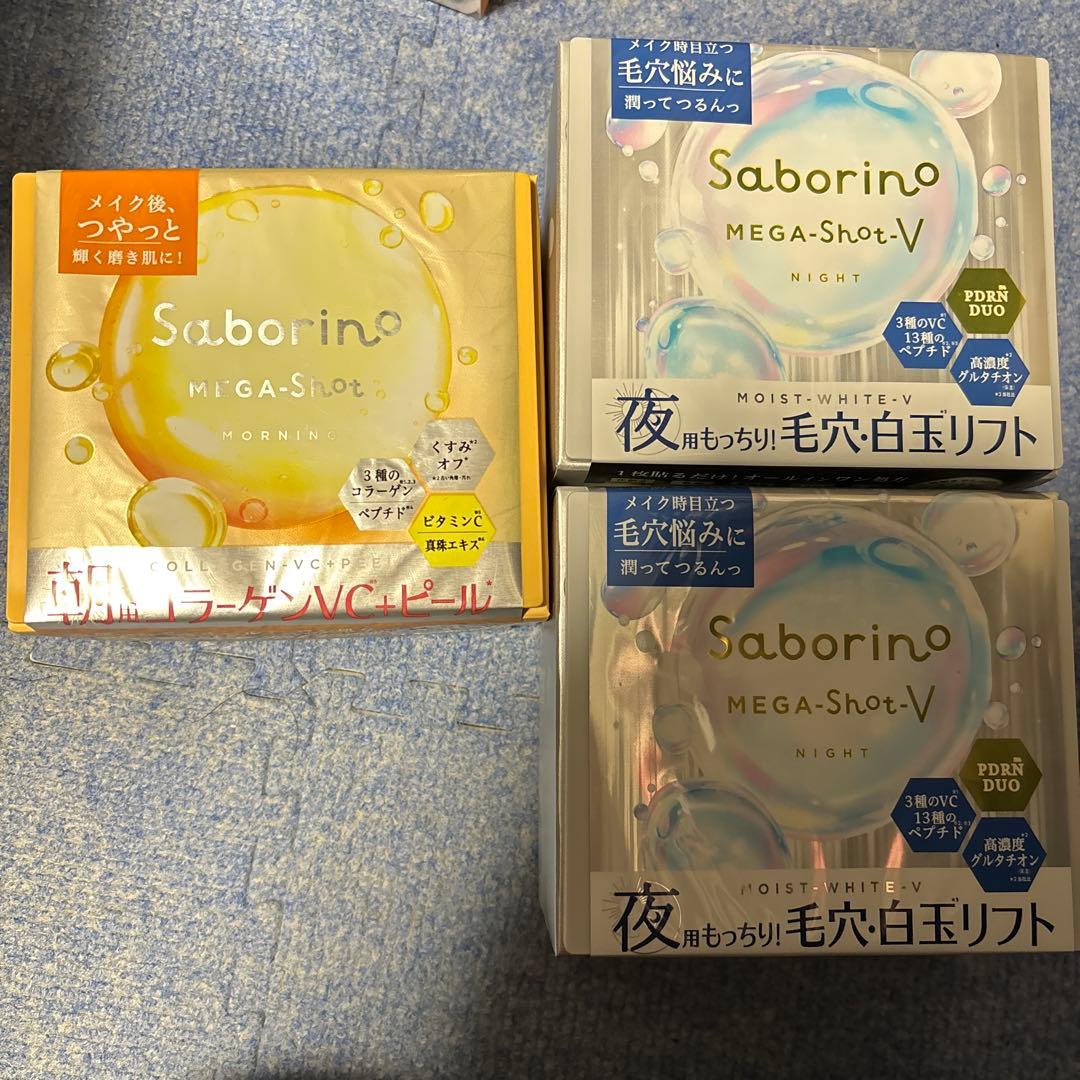 メイク後、
つやっと
輝く磨き肌に!
Saborino
MEGA-Shot
MORNING
くすみ※2
オフ*
3種の
コラーゲン
ペプチド※4
ビタミンC
真珠エキス
COLLAGEN-VC+PEEL
朝用コラーゲンVC+ピール*
メイク時目立つ
毛穴悩みに
潤ってつるんっ
Saborino
MEGA-Shot-V
NIGHT
PDRN
DUO
3種のVC
13種の
ペプチド
高濃度
グルタチオン
MOIST-WHITE-V
夜用もっちり!毛穴・白玉リフト
メイク時目立つ
毛穴悩みに
潤ってつるんっ
Saborino
MEGA-Shot-V
NIGHT
PDRN
DUO
3種のVC
13種の
ペプチド
高濃度
グルタチオン
MOIST-WHITE-V
夜用もっちり!毛穴・白玉リフト